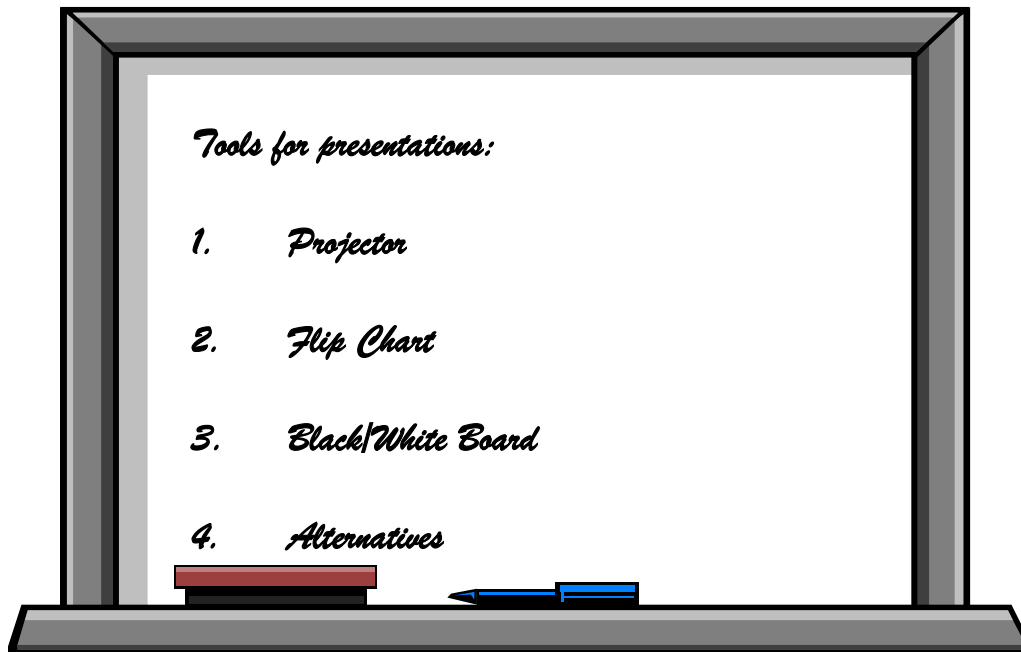 Tools for presentations:
1. Projector
2. Flip Chart
3. Black/White Board
4. Alternatives